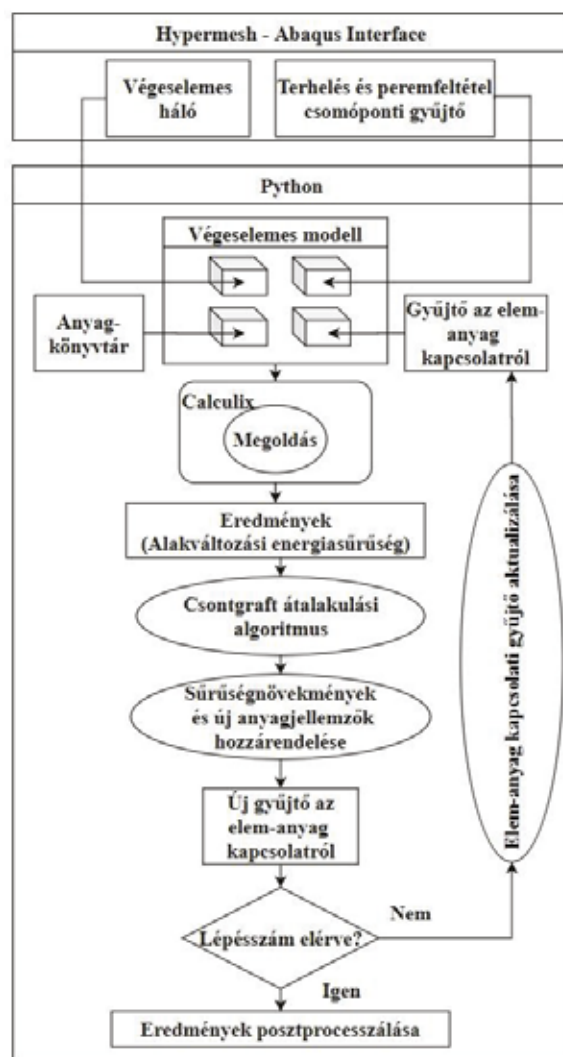 Hypermesh - Abaqus Interface
Végeselemes
háló
Terhelés és peremfeltétel
csomóponti gyűjtő
Python
Végeselemes modell
Anyag-
könyvtár
Gyűjtő az elem-
anyag
kapcsolatról
Calculix
Megoldás
Eredmények
(Alakváltozási energiasűrűség)
Csontgraft átalakulási
algoritmus
Sűrűségnövekmények
és új anyagjellemzők
hozzárendelése
Elem-anyag kapcsolati gyűjtő aktualizálása
Új gyűjtő az
elem-anyag
kapcsolatról
Lépésszám elérve?
Nem
Igen
Eredmények posztprocesszálása